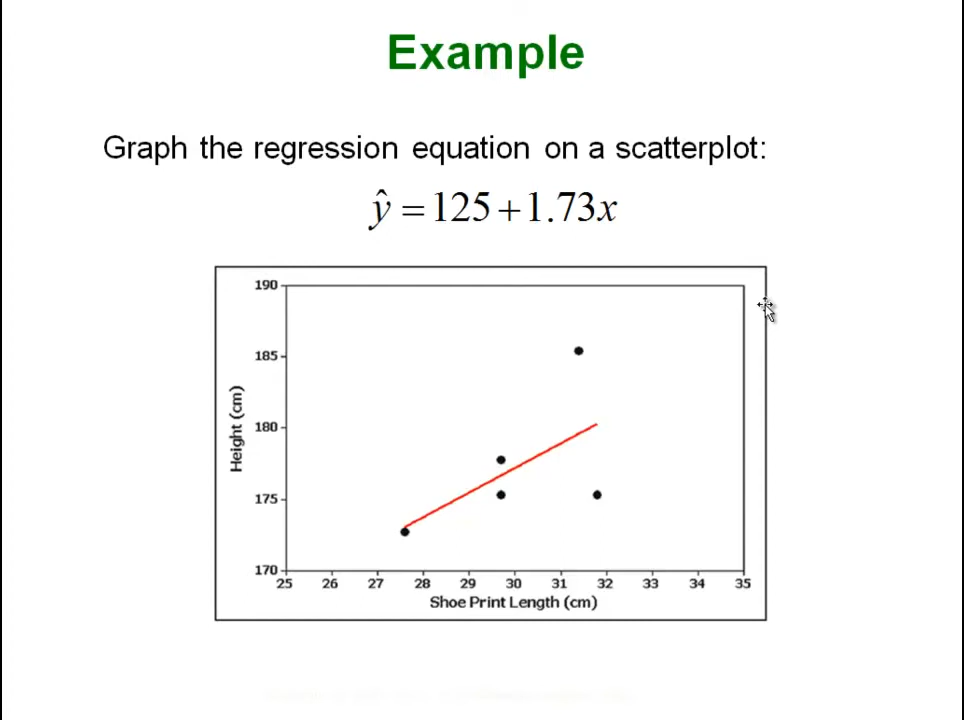 Example
Graph the regression equation on a scatterplot:
ŷ = 125 + 1.73x
190
185
180
175
170
Height (cm)
25 26 27 28 29 30 31 32 33 34 35
Shoe Print Length (cm)